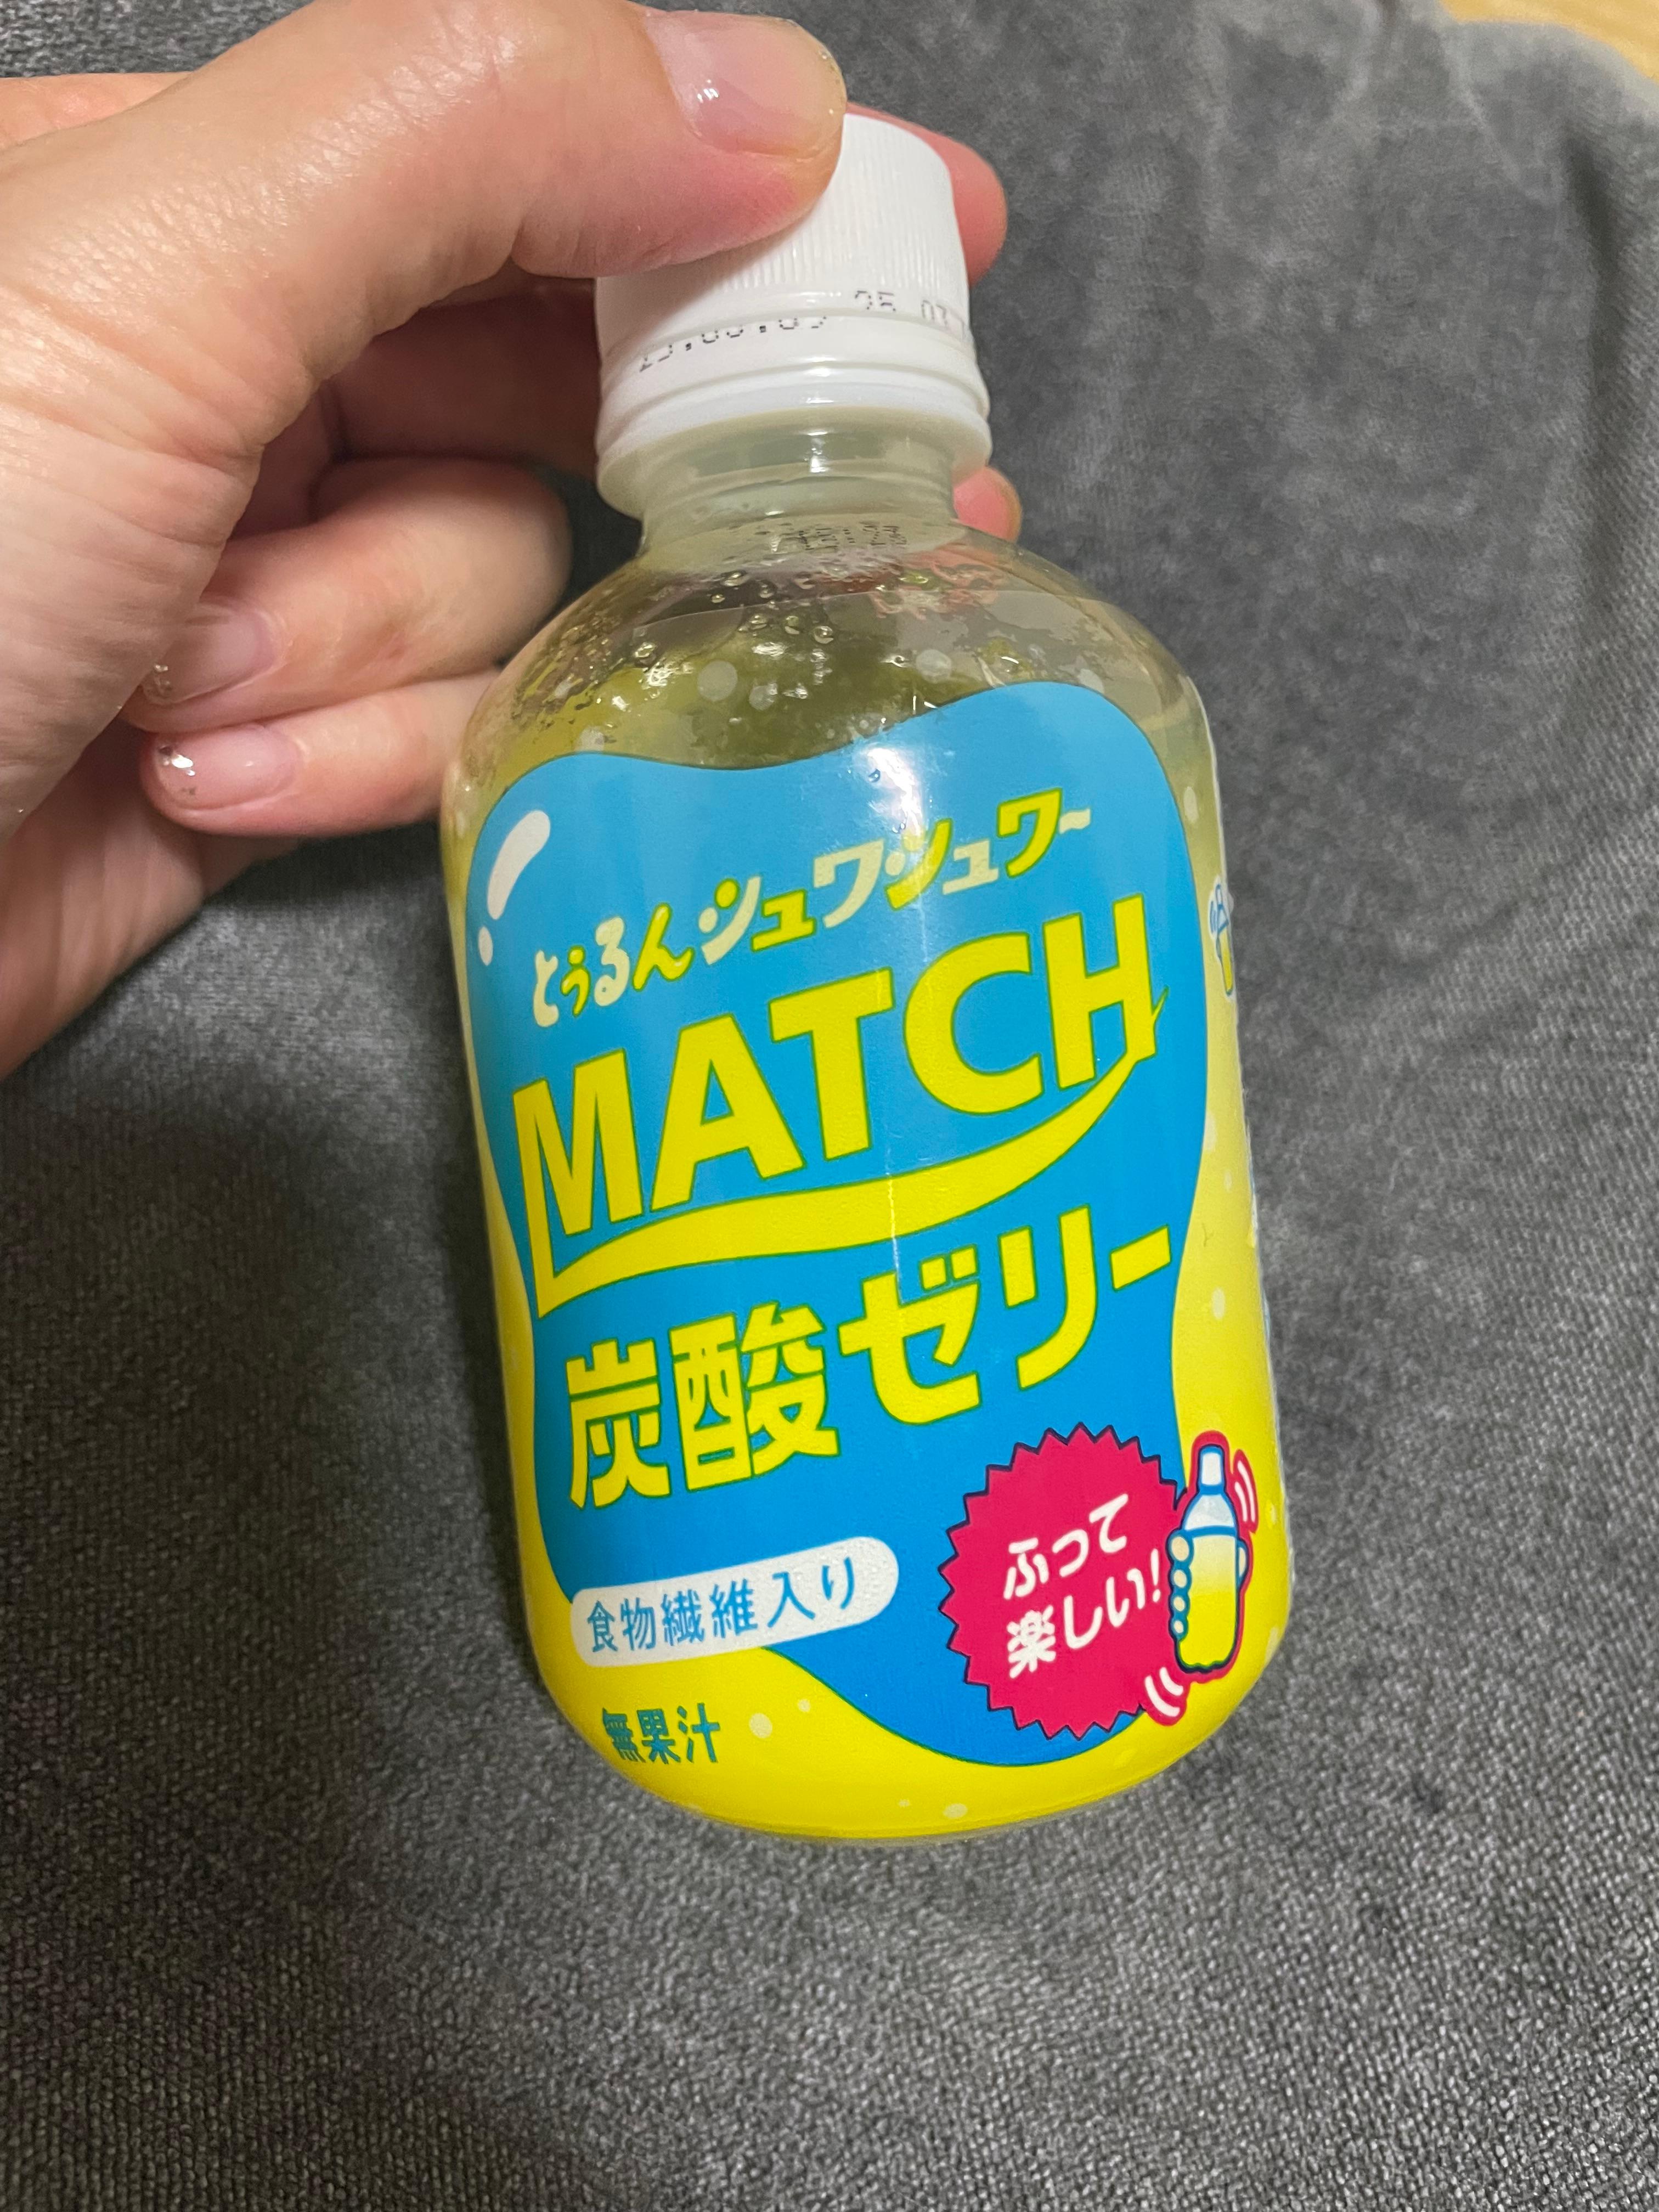 とぅるんシュワシュワ~
MATCH
炭酸ゼリー
食物繊維入り
ふって
楽しい!
無果汁